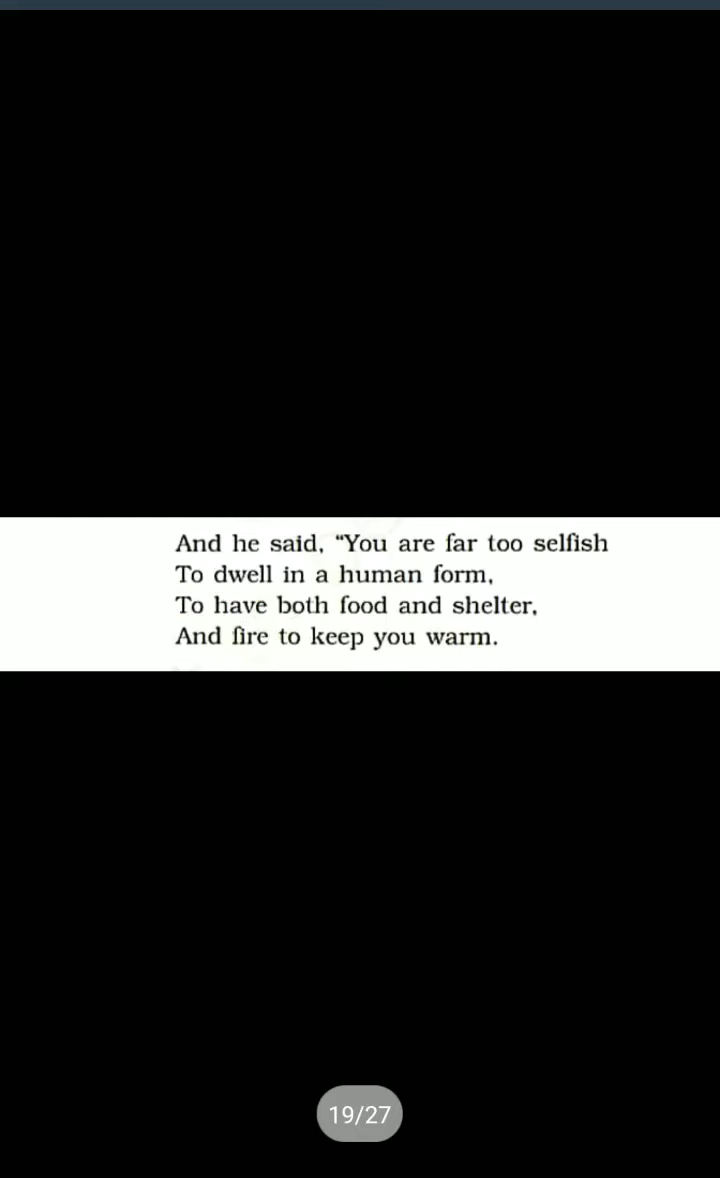 And he said, “You are far too selfish
To dwell in a human form,
To have both food and shelter,
And fire to keep you warm.
19/27